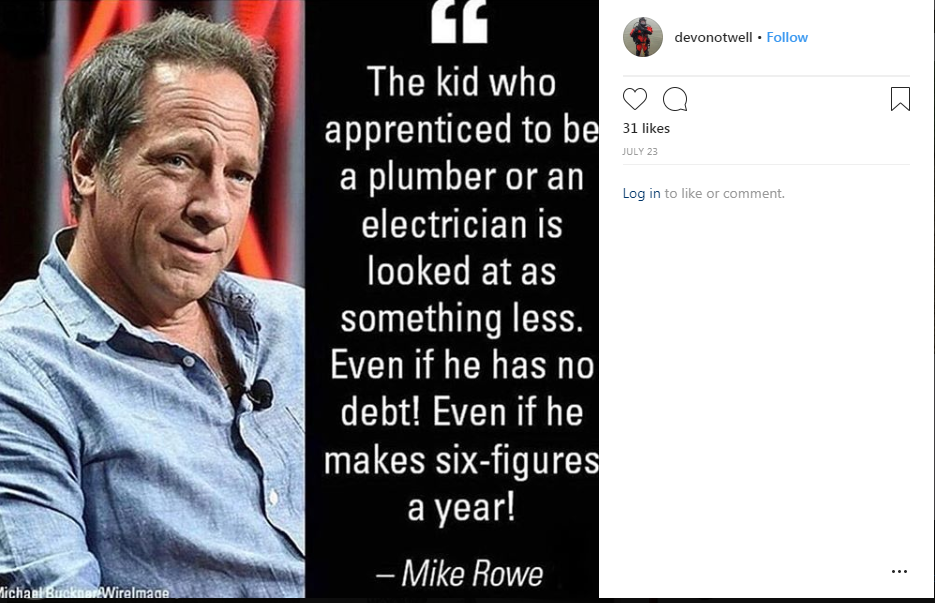 “
The kid who
apprenticed to be
a plumber or an
electrician is
looked at as
something less.
Even if he has no
debt! Even if he
makes six-figures
a year!
– Mike Rowe
Michael Buckner/WireImage
devonotwell • Follow
31 likes
JULY 23
Log in to like or comment.